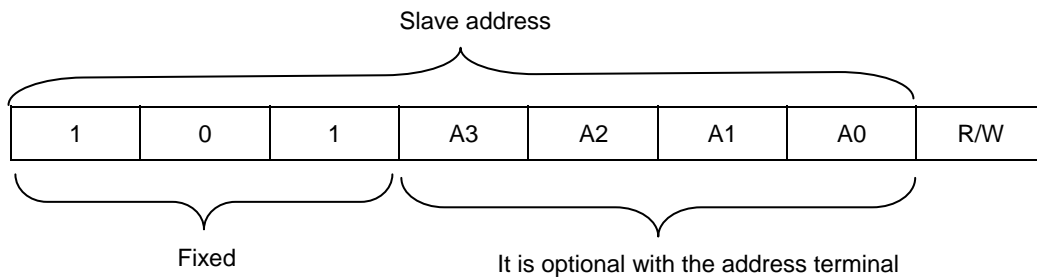 Slave address
1 0 1 A3 A2 A1 A0 R/W
Fixed
It is optional with the address terminal